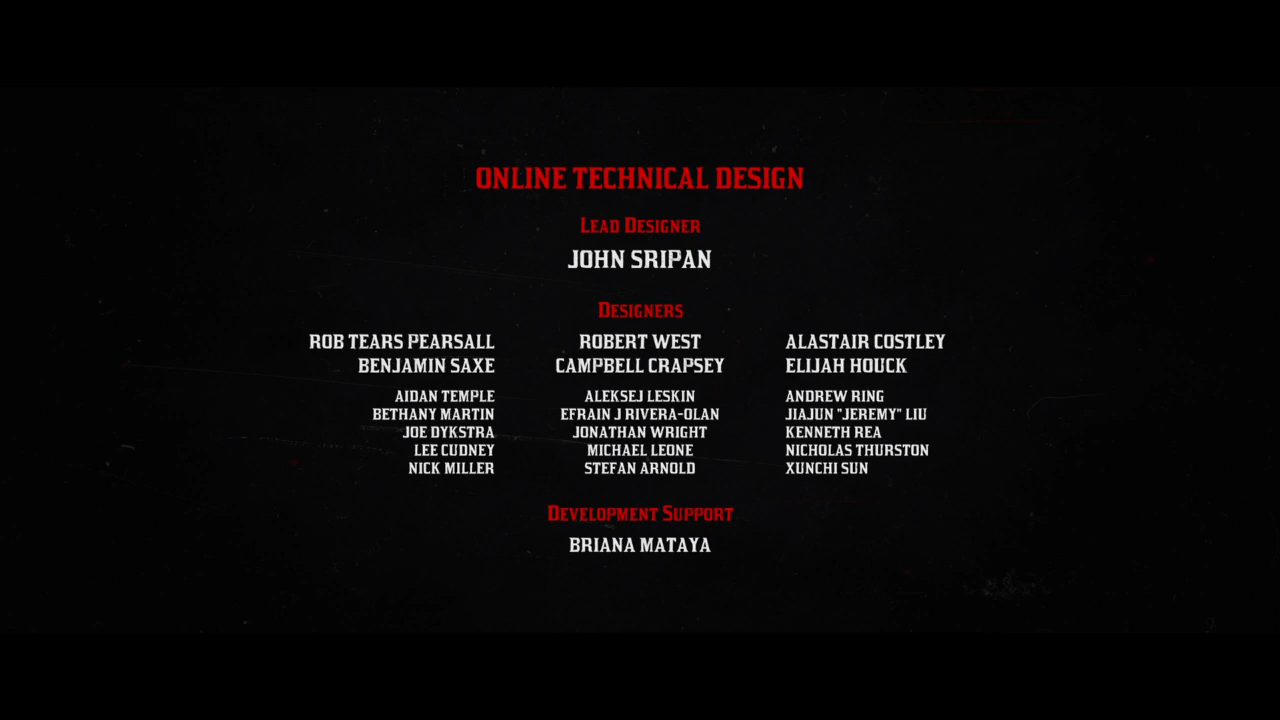 ONLINE TECHNICAL DESIGN
LEAD DESIGNER
JOHN SRIPAN
DESIGNERS
ROB TEARS PEARSALL ROBERT WEST ALASTAIR COSTLEY
BENJAMIN SAXE CAMPBELL CRAPSEY ELIJAH HOUCK
AIDAN TEMPLE ALEKSEJ LESKIN ANDREW RING
BETHANY MARTIN EFRAIN J RIVERA-OLAN JIAJUN "JEREMY" LIU
JOE DYKSTRA JONATHAN WRIGHT KENNETH REA
LEE CUDNEY MICHAEL LEONE NICHOLAS THURSTON
NICK MILLER STEFAN ARNOLD XUNCHI SUN
DEVELOPMENT SUPPORT
BRIANA MATAYA